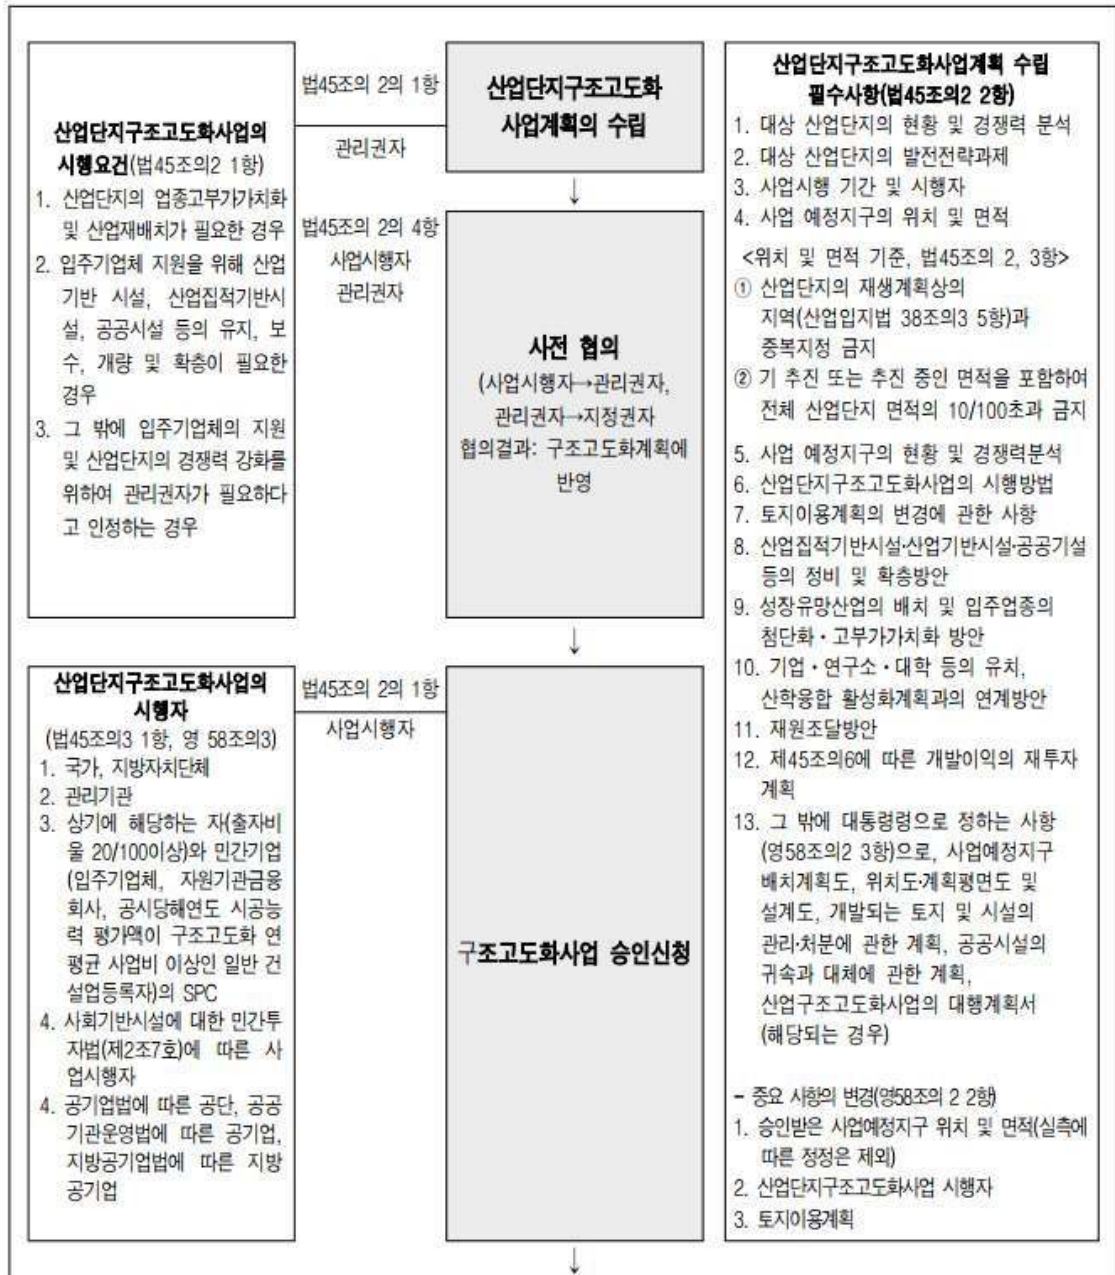 산업단지구조고도화사업의
시행요건(법45조의2 1항)
1. 산업단지의 업종고부가가치화
및 산업재배치가 필요한 경우
2. 입주기업체 지원을 위해 산업
기반 시설, 산업집적기반시
설, 공공시설 등의 유지, 보
수, 개량 및 확충이 필요한
경우
3. 그 밖에 입주기업체의 지원
및 산업단지의 경쟁력 강화를
위하여 관리권자가 필요하다
고 인정하는 경우
법45조의 2의 1항
관리권자
법45조의 2의 4항
사업시행자
관리권자
산업단지구조고도화
사업계획의 수립
↓
사전 협의
(사업시행자→관리권자,
관리권자→지정권자
협의결과: 구조고도화계획에
반영
↓
산업단지구조고도화사업의
시행자
(법45조의3 1항, 영 58조의3)
1. 국가, 지방자치단체
2. 관리기관
3. 상기에 해당하는 자(출자비
율 20/100이상)와 민간기업
(입주기업체, 자원기관금융
회사, 공시당해연도 시공능
력 평가액이 구조고도화 연
평균 사업비 이상인 일반 건
설업등록자)의 SPC
4. 사회기반시설에 대한 민간투
자법(제2조7호)에 따른 사
업시행자
4. 공기업법에 따른 공단, 공공
기관운영법에 따른 공기업,
지방공기업법에 따른 지방
공기업
법45조의 2의 1항
사업시행자
구조고도화사업 승인신청
↓
산업단지구조고도화사업계획 수립
필수사항(법45조의2 2항)
1. 대상 산업단지의 현황 및 경쟁력 분석
2. 대상 산업단지의 발전전략과제
3. 사업시행 기간 및 시행자
4. 사업 예정지구의 위치 및 면적
<위치 및 면적 기준, 법45조의 2, 3항>
① 산업단지의 재생계획상의
지역(산업입지법 38조의3 5항)과
중복지정 금지
② 기 추진 또는 추진 중인 면적을 포함하여
전체 산업단지 면적의 10/100초과 금지
5. 사업 예정지구의 현황 및 경쟁력분석
6. 산업단지구조고도화사업의 시행방법
7. 토지이용계획의 변경에 관한 사항
8. 산업집적기반시설·산업기반시설·공공기설
등의 정비 및 확충방안
9. 성장유망산업의 배치 및 입주업종의
첨단화·고부가가치화 방안
10. 기업·연구소·대학 등의 유치,
산학융합 활성화계획과의 연계방안
11. 재원조달방안
12. 제45조의6에 따른 개발이익의 재투자
계획
13. 그 밖에 대통령령으로 정하는 사항
(영58조의2 3항)으로, 사업예정지구
배치계획도, 위치도·계획평면도 및
설계도, 개발되는 토지 및 시설의
관리·처분에 관한 계획, 공공시설의
귀속과 대체에 관한 계획,
산업구조고도화사업의 대행계획서
(해당되는 경우)
- 중요 사항의 변경(영58조의 2 2항)
1. 승인받은 사업예정지구 위치 및 면적(실측에
따른 정정은 제외)
2. 산업단지구조고도화사업 시행자
3. 토지이용계획